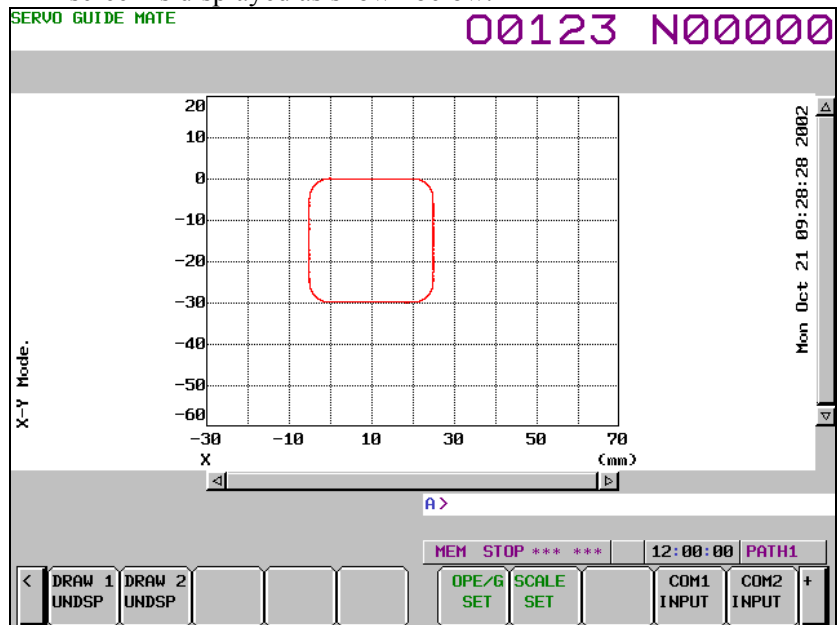 SERVO GUIDE MATE
O0123 N00000
20
10
0
-10
-20
-30
-40
-50
-60
-30 -10 10 30 50 70
X (mm)
X-Y Mode.
Mon Oct 21 09:28:28 2002
A>
MEM STOP *** *** 12:00:00 PATH1
< DRAW 1 DRAW 2 OPE/G SCALE COM1 COM2 +
UNDSP UNDSP SET SET INPUT INPUT